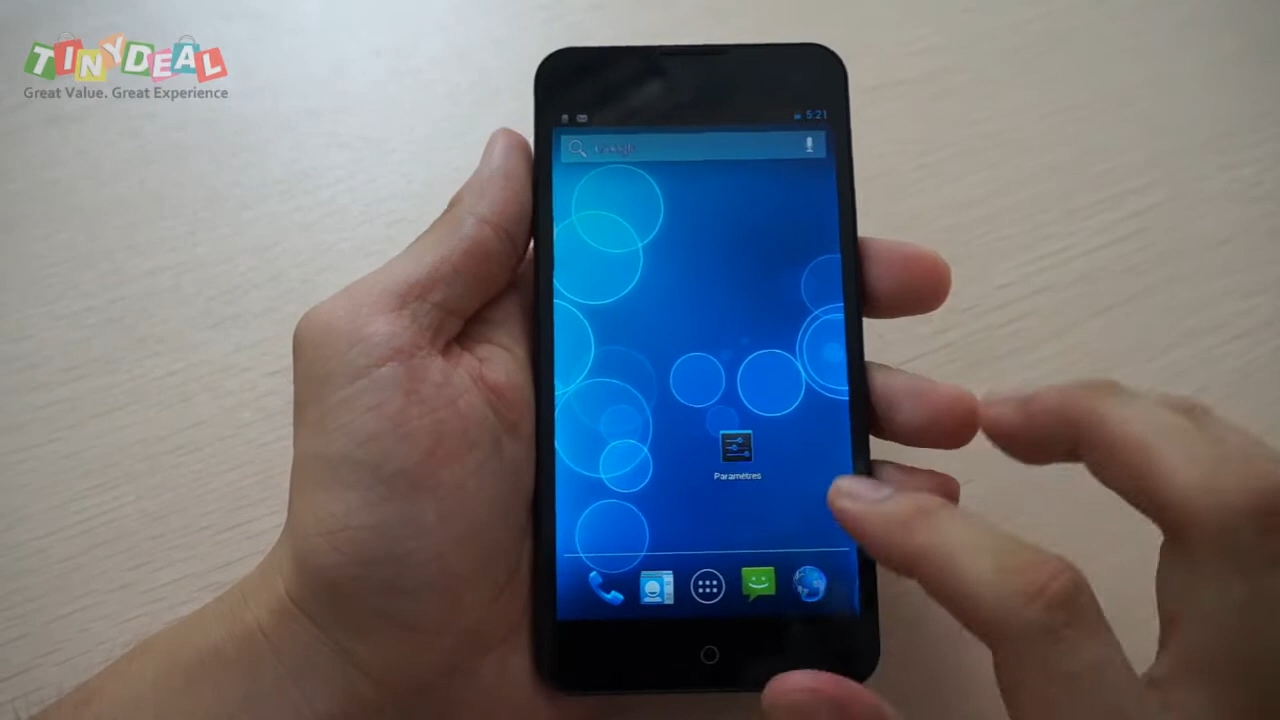 TINYDEAL
Great Value. Great Experience
5:21
Google
Paramètres